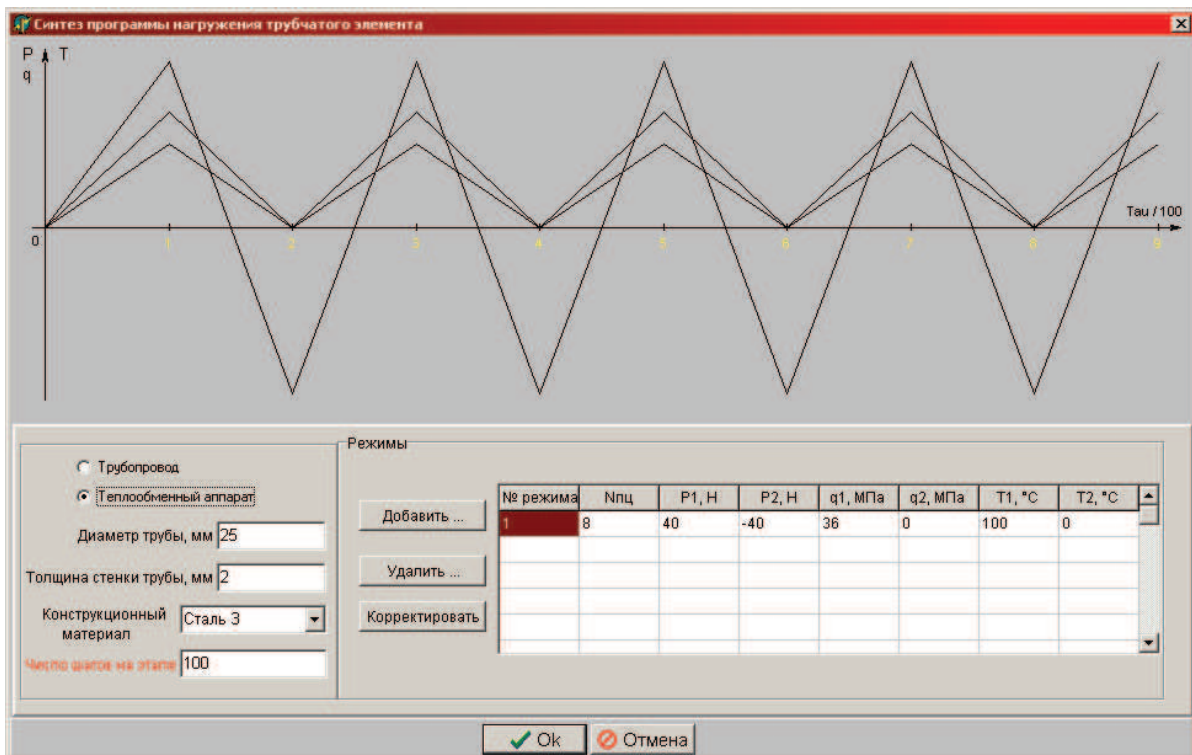 Синтез программы нагружения трубчатого элемента
P T
q
Tau /100
0 1 2 3 4 5 6 7 8 9
Трубопровод
Теплообменный аппарат
Диаметр трубы, мм 25
Толщина стенки трубы, мм 2
Конструкционный материал Сталь 3
Число шагов на этапе 100
Режимы
Добавить ...
Удалить ...
Корректировать
№ режима Nпц P1, Н P2, Н q1, МПа q2, МПа T1, °C T2, °C
1 8 40 -40 36 0 100 0
Ok Отмена